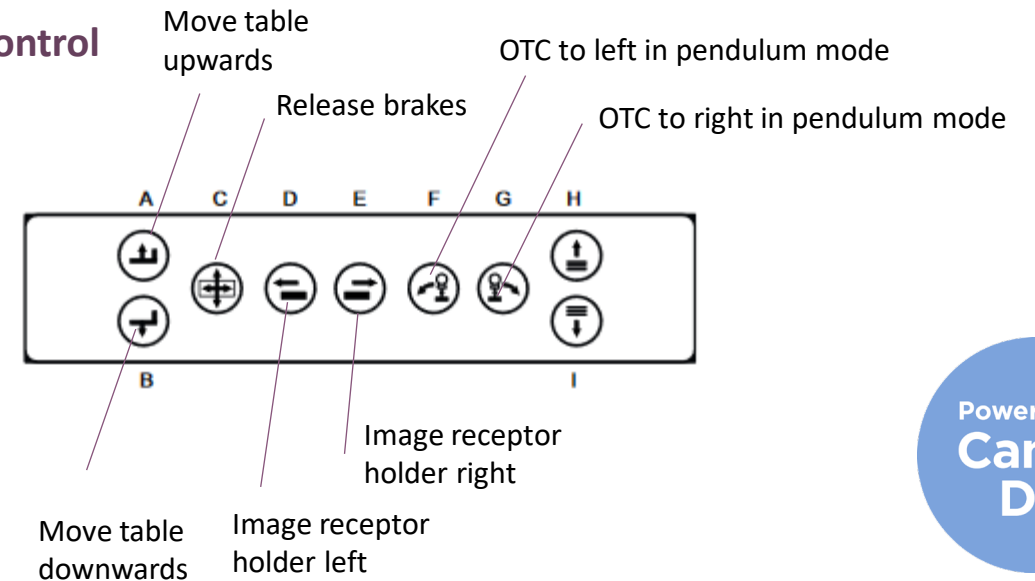 ontrol
Move table
upwards
Release brakes
OTC to left in pendulum mode
OTC to right in pendulum mode
A C D E F G H
B I
Image receptor
holder right
Move table
downwards
Image receptor
holder left
Power
Car
D